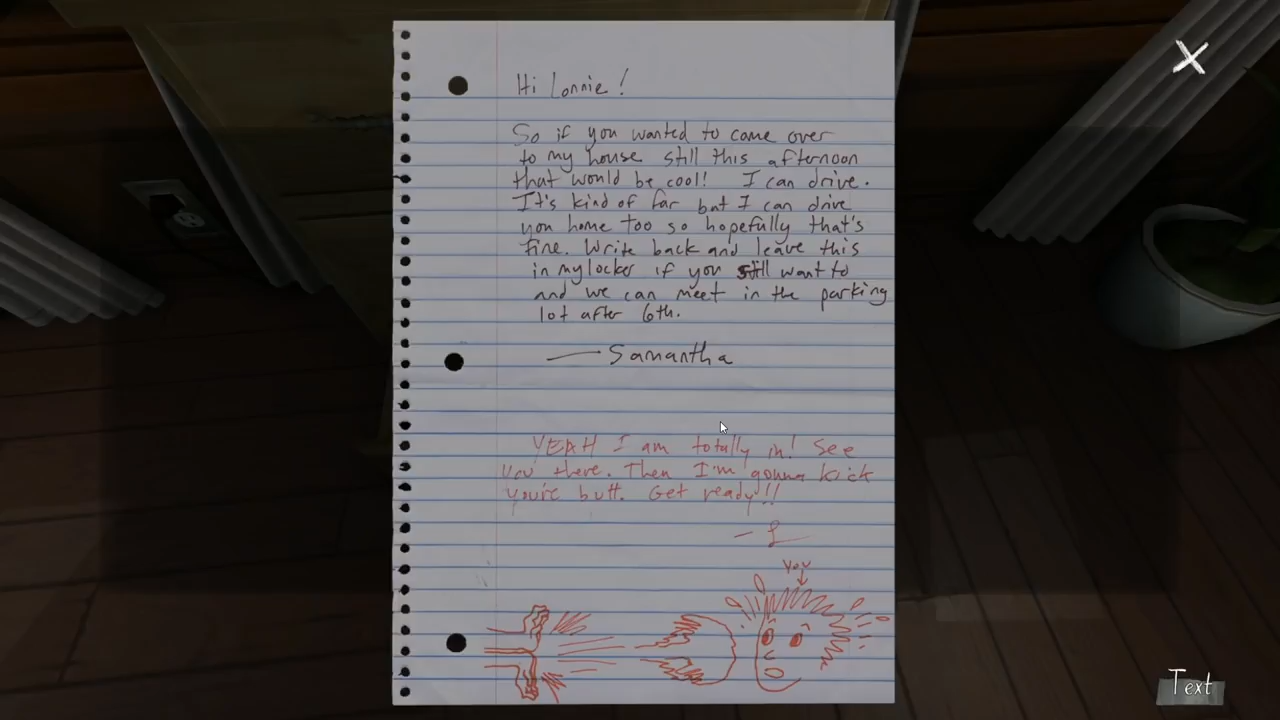 Hi Lonnie!
So if you wanted to come over
to my house still this afternoon
that would be cool! I can drive.
It's kind of far but I can drive
you home too so hopefully that's
fine. Write back and leave this
in my locker if you still want to
and we can meet in the parking
lot after 6th.
— Samantha
YEAH I am totally in! See
you there. Then I'm gonna kick
you're butt. Get ready!!
- L
you
Text